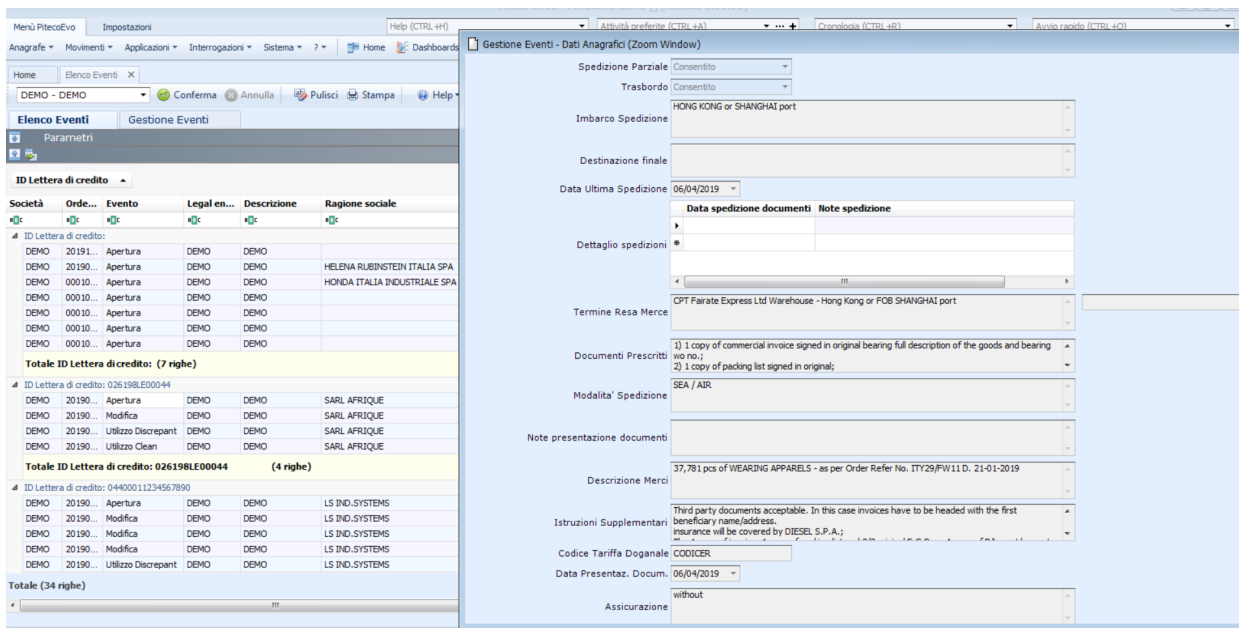 Menù PitecoEvo Impostazioni Help (CTRL+H) Attività preferite (CTRL+A) Cronologia (CTRL+R) Avvio rapido (CTRL+O)
Anagrafe Movimenti Applicazioni Interrogazioni Sistema ? Home Dashboards
Home Elenco Eventi
DEMO - DEMO Conferma Annulla Pulisci Stampa Help
Elenco Eventi Gestione Eventi
Parametri
ID Lettera di credito
Società Orde... Evento Legal en... Descrizione Ragione sociale
ID Lettera di credito:
DEMO 20191... Apertura DEMO DEMO
DEMO 20190... Apertura DEMO DEMO HELENA RUBINSTEIN ITALIA SPA
DEMO 00010... Apertura DEMO DEMO HONDA ITALIA INDUSTRIALE SPA
DEMO 00010... Apertura DEMO DEMO
DEMO 00010... Apertura DEMO DEMO
DEMO 00010... Apertura DEMO DEMO
DEMO 00010... Apertura DEMO DEMO
Totale ID Lettera di credito: (7 righe)
ID Lettera di credito: 026198LE00044
DEMO 20190... Apertura DEMO DEMO SARL AFRIQUE
DEMO 20190... Modifica DEMO DEMO SARL AFRIQUE
DEMO 20190... Utilizzo Discrepant DEMO DEMO SARL AFRIQUE
DEMO 20190... Utilizzo Clean DEMO DEMO SARL AFRIQUE
Totale ID Lettera di credito: 026198LE00044 (4 righe)
ID Lettera di credito: 04400011234567890
DEMO 20190... Apertura DEMO DEMO LS IND.SYSTEMS
DEMO 20190... Modifica DEMO DEMO LS IND.SYSTEMS
DEMO 20190... Modifica DEMO DEMO LS IND.SYSTEMS
DEMO 20190... Modifica DEMO DEMO LS IND.SYSTEMS
DEMO 20190... Utilizzo Discrepant DEMO DEMO LS IND.SYSTEMS
Totale (34 righe)
Gestione Eventi - Dati Anagrafici (Zoom Window)
Spedizione Parziale Consentito
Trasbordo Consentito
Imbarco Spedizione HONG KONG or SHANGHAI port
Destinazione finale
Data Ultima Spedizione 06/04/2019
Data spedizione documenti Note spedizione
Dettaglio spedizioni
Termine Resa Merce CPT Fairate Express Ltd Warehouse - Hong Kong or FOB SHANGHAI port
Documenti Prescritti 1) 1 copy of commercial invoice signed in original bearing full description of the goods and bearing
wo no.;
2) 1 copy of packing list signed in original;
Modalita' Spedizione SEA / AIR
Note presentazione documenti
Descrizione Merci 37,781 pcs of WEARING APPARELS - as per Order Refer No. ITY29/FW11 D. 21-01-2019
Istruzioni Supplementari Third party documents acceptable. In this case invoices have to be headed with the first
beneficiary name/address.
insurance will be covered by DIESEL S.P.A.;
Codice Tariffa Doganale CODICER
Data Presentaz. Docum. 06/04/2019
Assicurazione without